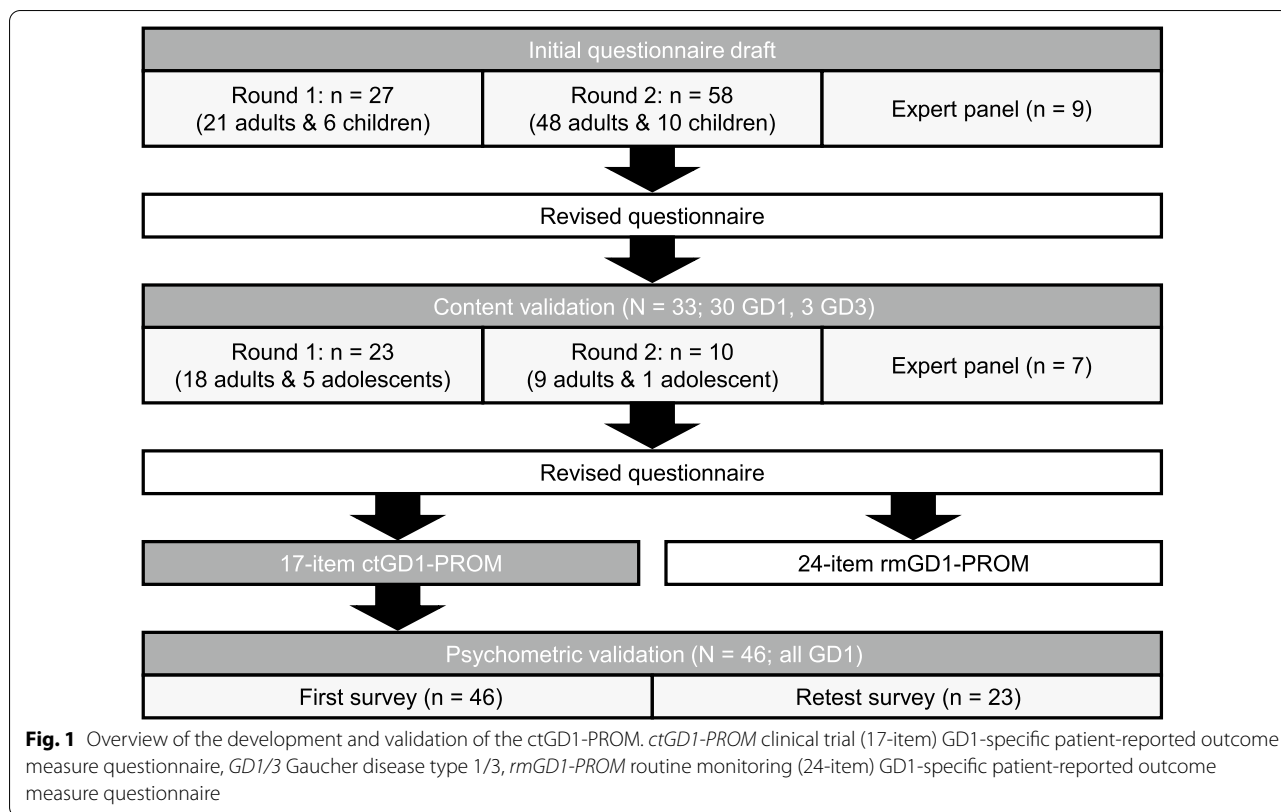 Initial questionnaire draft
Round 1: n = 27
(21 adults & 6 children)
Round 2: n = 58
(48 adults & 10 children)
Expert panel (n = 9)
Revised questionnaire
Content validation (N = 33; 30 GD1, 3 GD3)
Round 1: n = 23
(18 adults & 5 adolescents)
Round 2: n = 10
(9 adults & 1 adolescent)
Expert panel (n = 7)
Revised questionnaire
17-item ctGD1-PROM
24-item rmGD1-PROM
Psychometric validation (N = 46; all GD1)
First survey (n = 46)
Retest survey (n = 23)
Fig. 1 Overview of the development and validation of the ctGD1-PROM. ctGD1-PROM clinical trial (17-item) GD1-specific patient-reported outcome
measure questionnaire, GD1/3 Gaucher disease type 1/3, rmGD1-PROM routine monitoring (24-item) GD1-specific patient-reported outcome
measure questionnaire